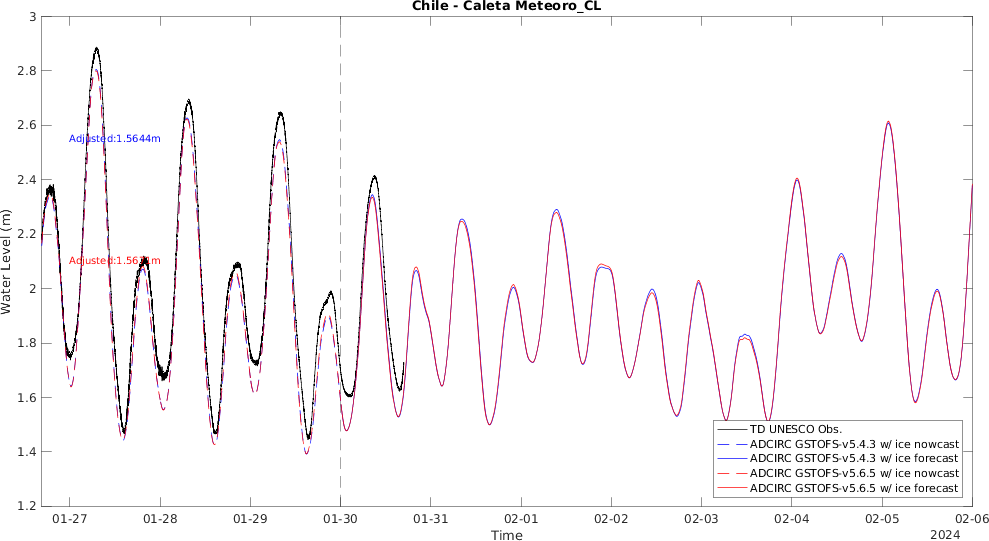 Chile - Caleta Meteoro_CL
Water Level (m)
3
2.8
2.6
2.4
2.2
2
1.8
1.6
1.4
1.2
Adjusted:1.5644m
TD UNESCO Obs.
ADCIRC GSTOFS-v5.4.3 w/ ice nowcast
ADCIRC GSTOFS-v5.4.3 w/ ice forecast
ADCIRC GSTOFS-v5.6.5 w/ ice nowcast
ADCIRC GSTOFS-v5.6.5 w/ ice forecast
01-27
01-28
01-29
01-30
01-31
02-01
02-02
02-03
02-04
02-05
02-06
Time
2024